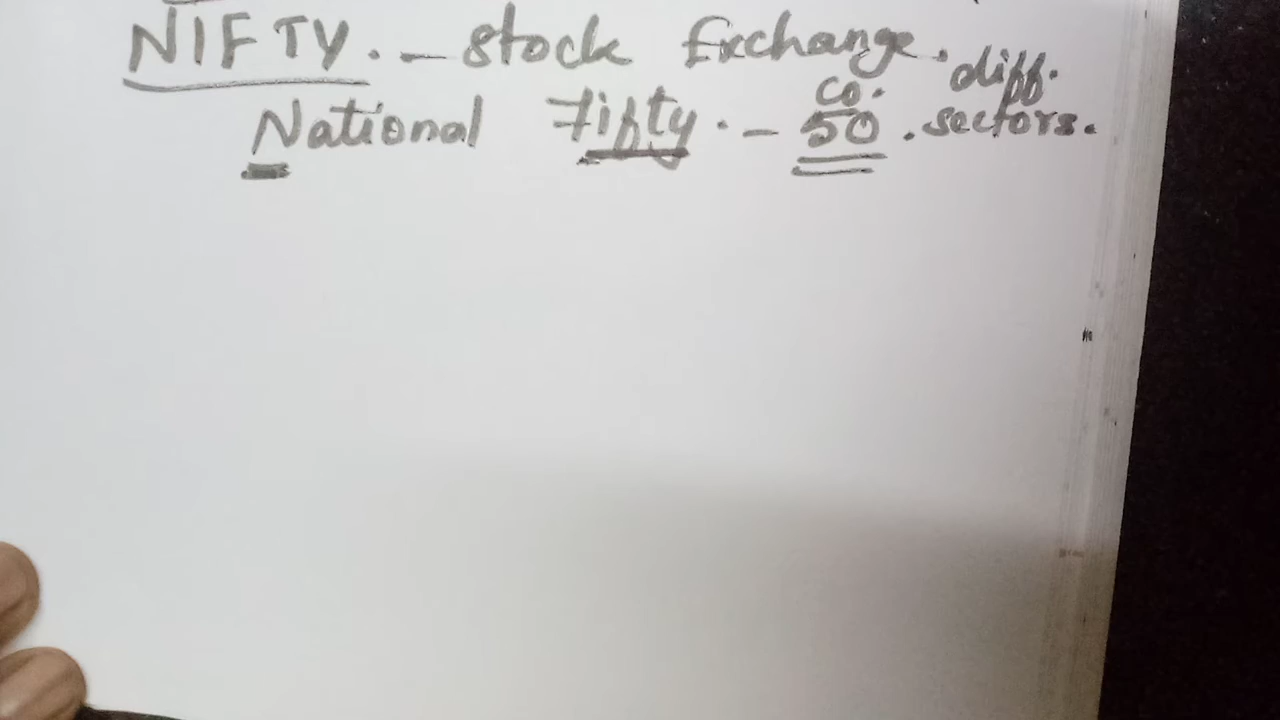 NIFTY. - Stock Exchange.
National Fifty. - 50 co. . diff. sectors.